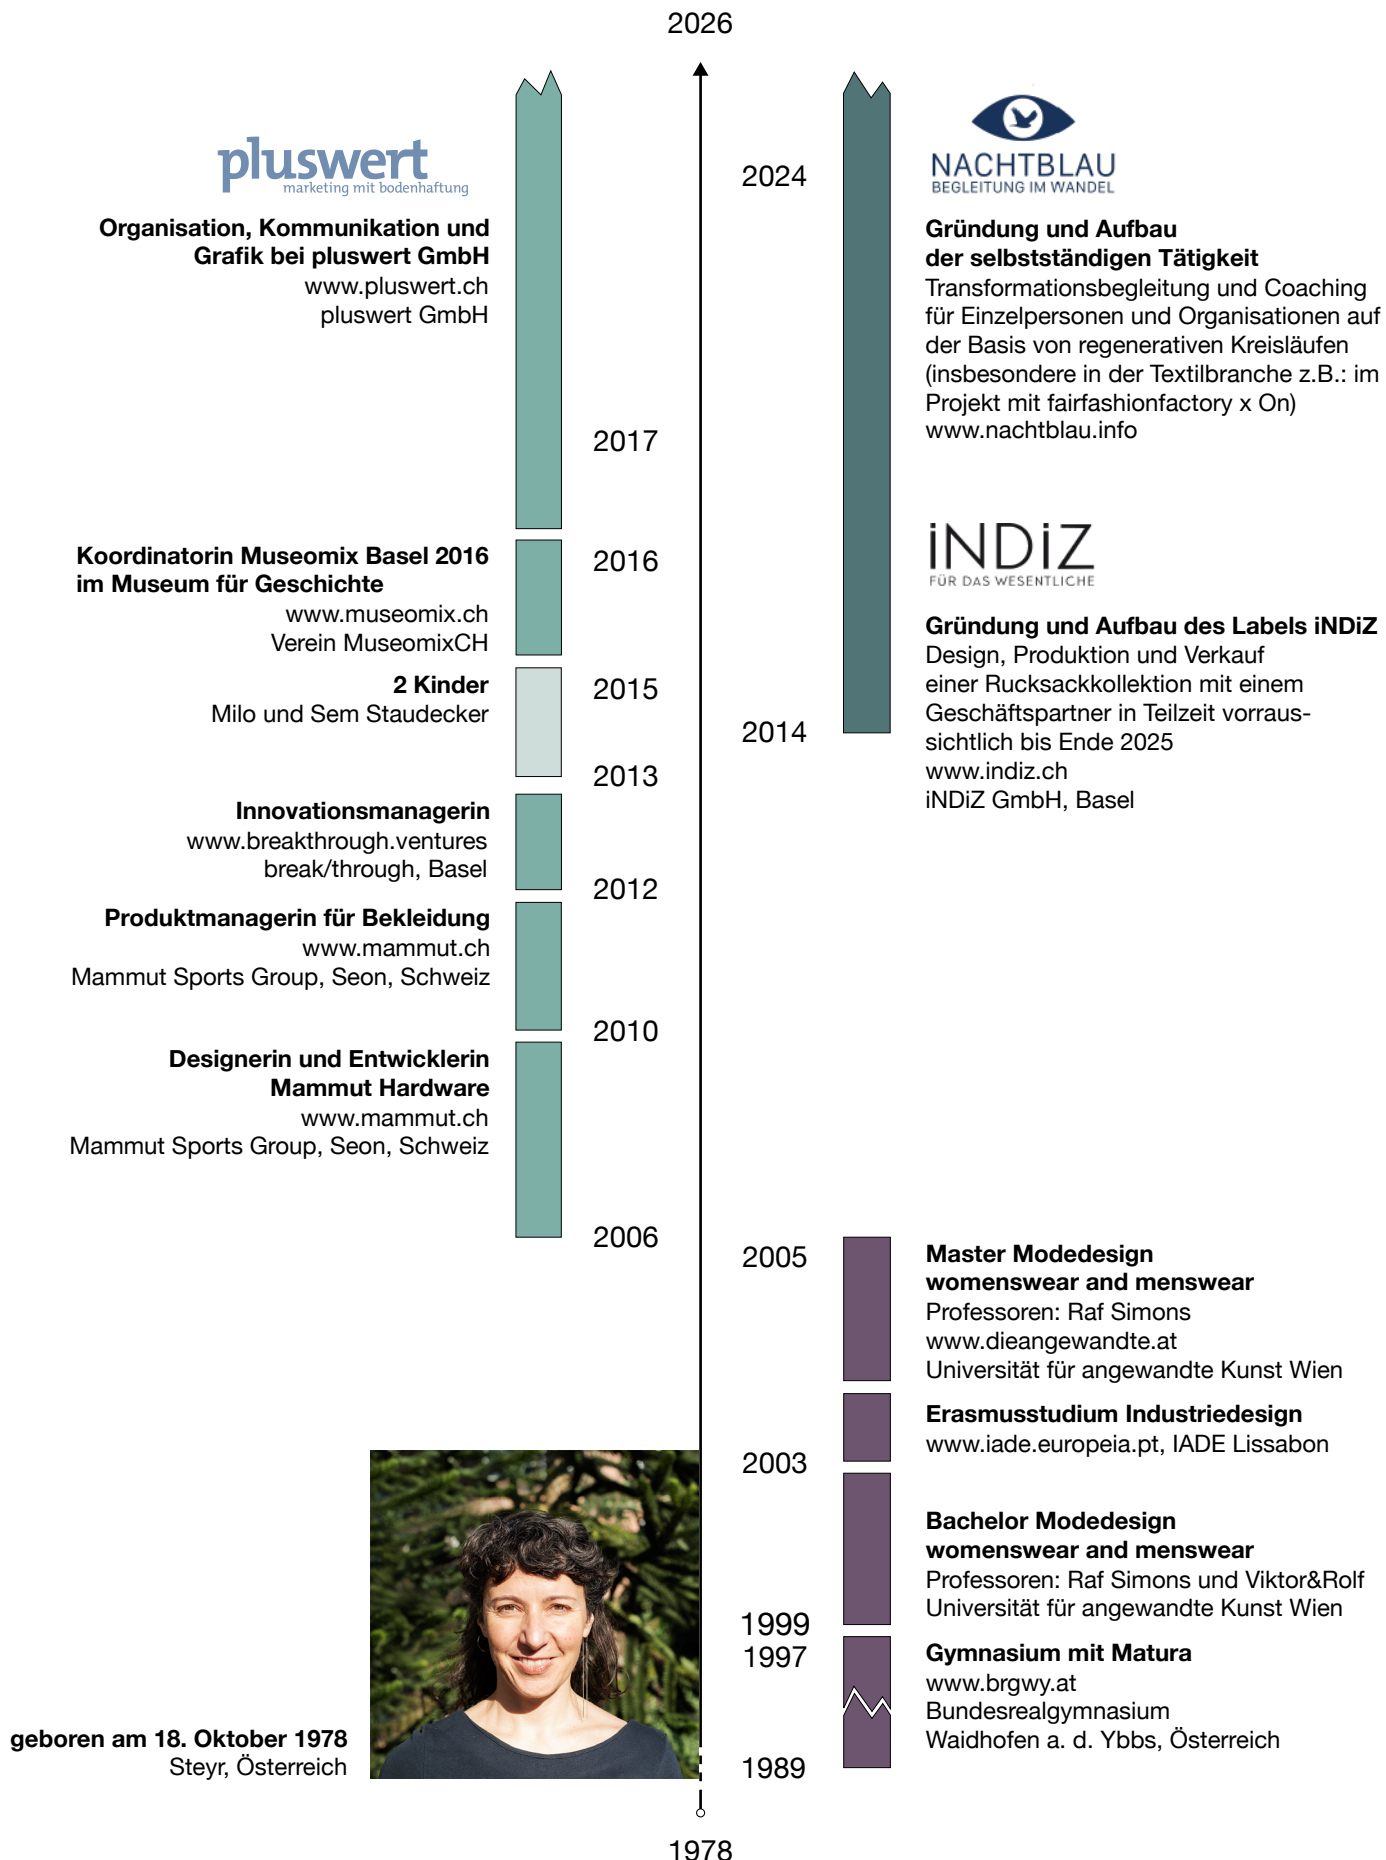 2026
pluswert
marketing mit bodenhaftung
Organisation, Kommunikation und
Grafik bei pluswert GmbH
www.pluswert.ch
pluswert GmbH
2017
Koordinatorin Museomix Basel 2016
im Museum für Geschichte
www.museomix.ch
Verein MuseomixCH
2016
2 Kinder
Milo und Sem Staudecker
2015
2013
Innovationsmanagerin
www.breakthrough.ventures
break/through, Basel
2012
Produktmanagerin für Bekleidung
www.mammut.ch
Mammut Sports Group, Seon, Schweiz
2010
Designerin und Entwicklerin
Mammut Hardware
www.mammut.ch
Mammut Sports Group, Seon, Schweiz
2006
geboren am 18. Oktober 1978
Steyr, Österreich
2024
NACHTBLAU
BEGLEITUNG IM WANDEL
Gründung und Aufbau
der selbstständigen Tätigkeit
Transformationsbegleitung und Coaching
für Einzelpersonen und Organisationen auf
der Basis von regenerativen Kreisläufen
(insbesondere in der Textilbranche z.B.: im
Projekt mit fairfashionfactory x On)
www.nachtblau.info
iNDiZ
FÜR DAS WESENTLICHE
Gründung und Aufbau des Labels iNDiZ
Design, Produktion und Verkauf
einer Rucksackkollektion mit einem
Geschäftspartner in Teilzeit vorraus-
sichtlich bis Ende 2025
www.indiz.ch
iNDiZ GmbH, Basel
2014
2005
Master Modedesign
womenswear and menswear
Professoren: Raf Simons
www.dieangewandte.at
Universität für angewandte Kunst Wien
Erasmusstudium Industriedesign
www.iade.europeia.pt, IADE Lissabon
2003
Bachelor Modedesign
womenswear and menswear
Professoren: Raf Simons und Viktor&Rolf
Universität für angewandte Kunst Wien
1999
1997
Gymnasium mit Matura
www.brgwy.at
Bundesrealgymnasium
Waidhofen a. d. Ybbs, Österreich
1989
1978